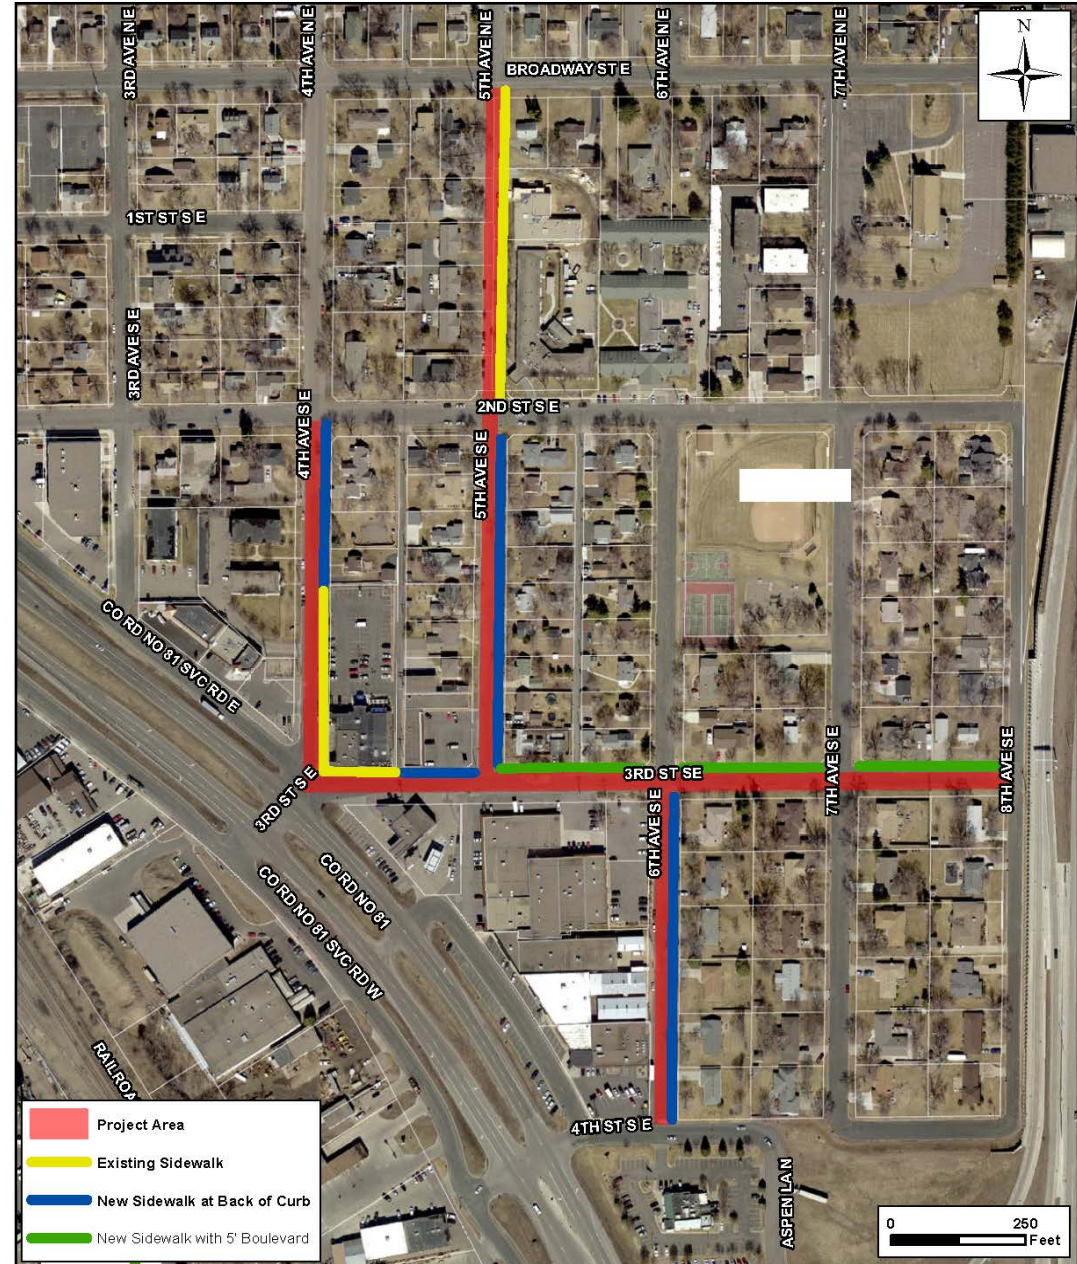 3RD AVE N E
4TH AVE N E
5TH AVE N E
6TH AVE N E
7TH AVE N E
N
BROADWAY ST E
1ST ST S E
3RD AVE S E
2ND ST S E
4TH AVE S E
5TH AVE S E
CO RD NO 81 SVC RD E
3RD ST S E
3RD ST SE
6TH AVE S E
7TH AVE S E
8TH AVE SE
CO RD NO 81
CO RD NO 81 SVC RD W
RAILROA
4TH ST S E
ASPEN LA N
Project Area
Existing Sidewalk
New Sidewalk at Back of Curb
New Sidewalk with 5' Boulevard
0 250
Feet